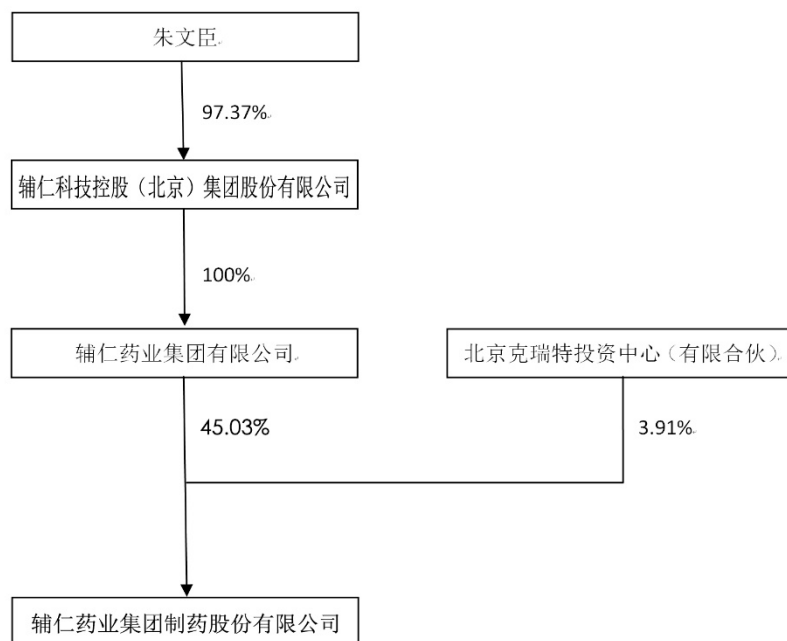 朱文臣
97.37%
辅仁科技控股（北京）集团股份有限公司
100%
辅仁药业集团有限公司
北京克瑞特投资中心（有限合伙）
45.03%
3.91%
辅仁药业集团制药股份有限公司